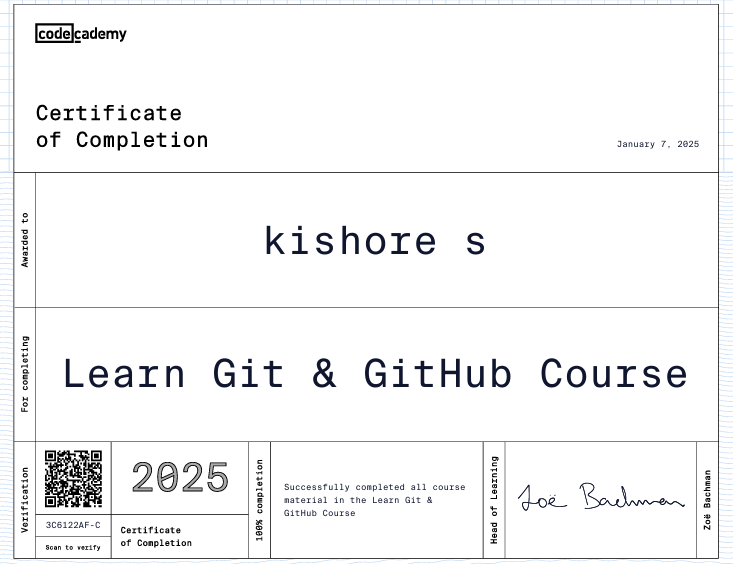 codecademy
Certificate
of Completion
January 7, 2025
Awarded to
kishore s
For completing
Learn Git & GitHub Course
Verification
3C6122AF-C
Scan to verify
2025
Certificate
of Completion
100% completion
Successfully completed all course
material in the Learn Git &
GitHub Course
Head of Learning
Zoë Bachman
Zoë Bachman